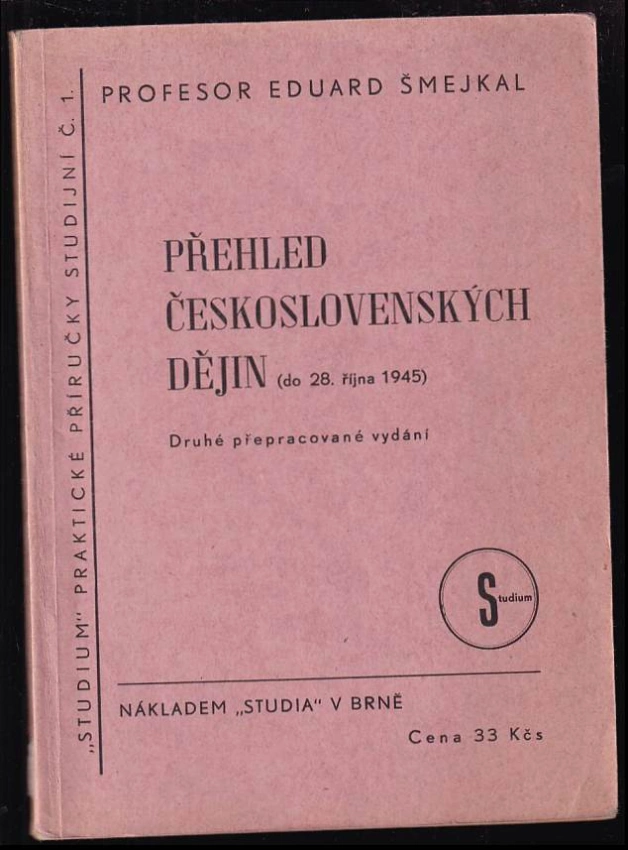 PROFESOR EDUARD ŠMEJKAL
„STUDIUM" PRAKTICKÉ PŘÍRUČKY STUDIJNÍ Č. 1.
PŘEHLED
ČESKOSLOVENSKÝCH
DĚJIN (do 28. října 1945)
Druhé přepracované vydání
Studium
NÁKLADEM „STUDIA" V BRNĚ
Cena 33 Kčs